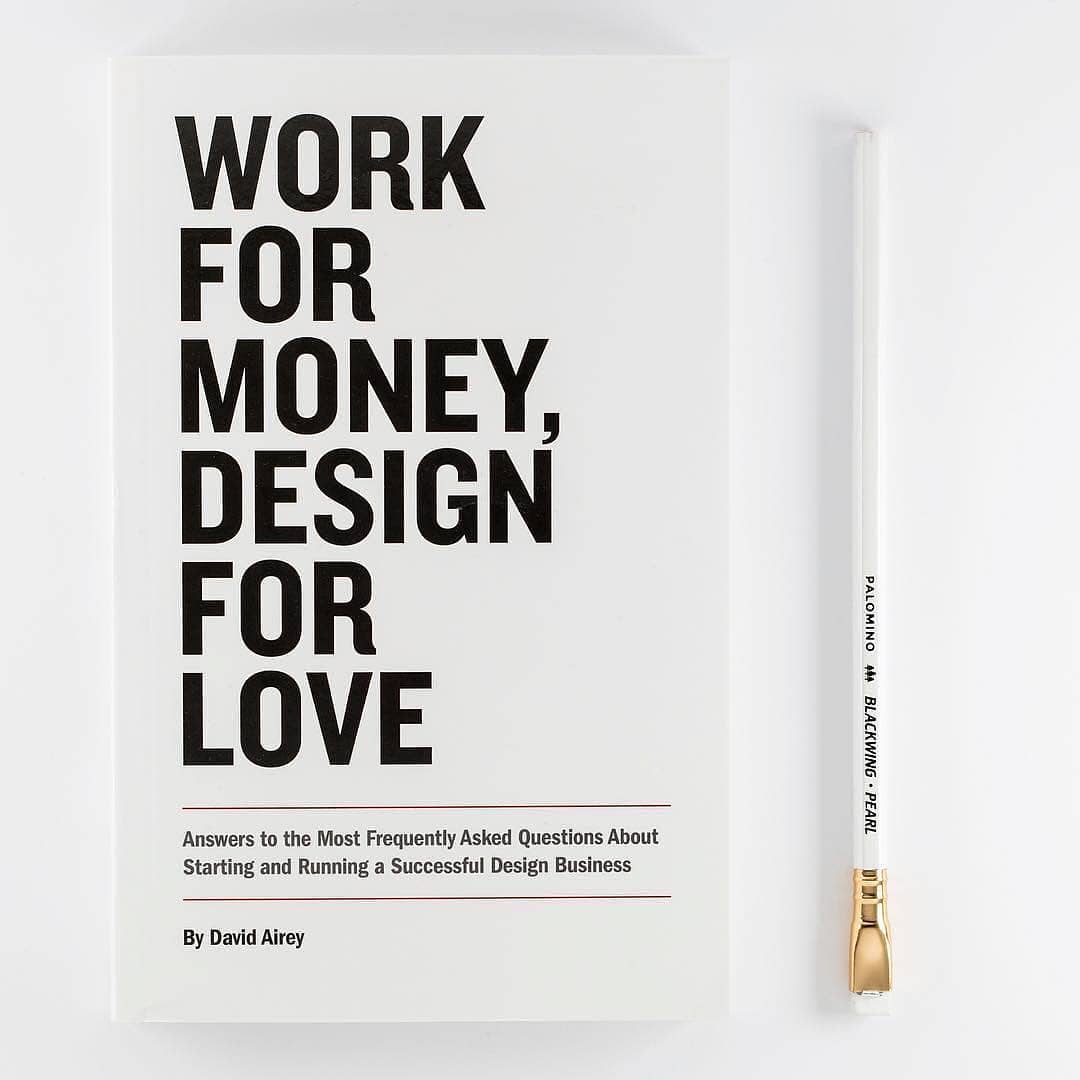 WORK
FOR
MONEY,
DESIGN
FOR
LOVE
Answers to the Most Frequently Asked Questions About
Starting and Running a Successful Design Business
By David Airey
PALOMINO BLACKWING • PEARL